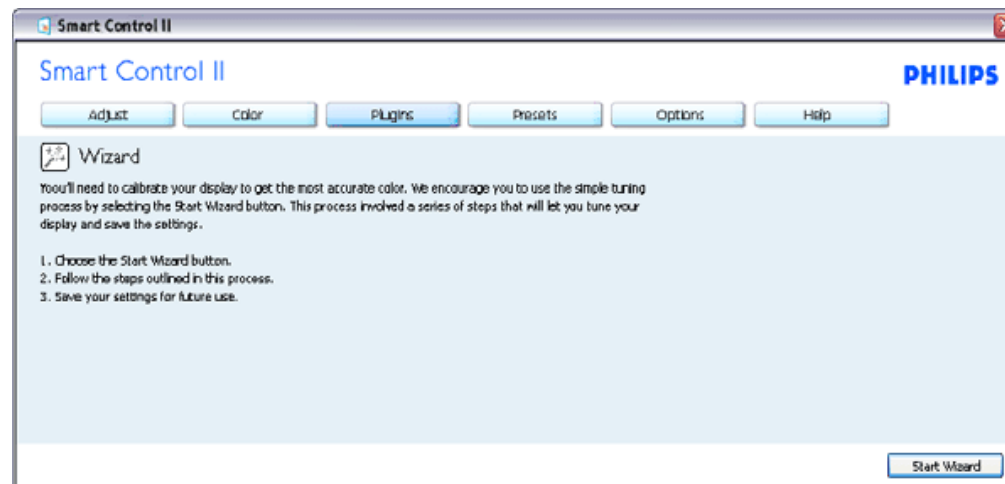 Smart Control II
Smart Control II
PHILIPS
Adjust Color Plugins Presets Options Help
Wizard
Yoou'll need to calibrate your display to get the most accurate color. We encourage you to use the simple tuning
process by selecting the Start Wizard button. This process involved a series of steps that will let you tune your
display and save the settings.
1. Choose the Start Wizard button.
2. Follow the steps outlined in this process.
3. Save your settings for future use.
Start Wizard